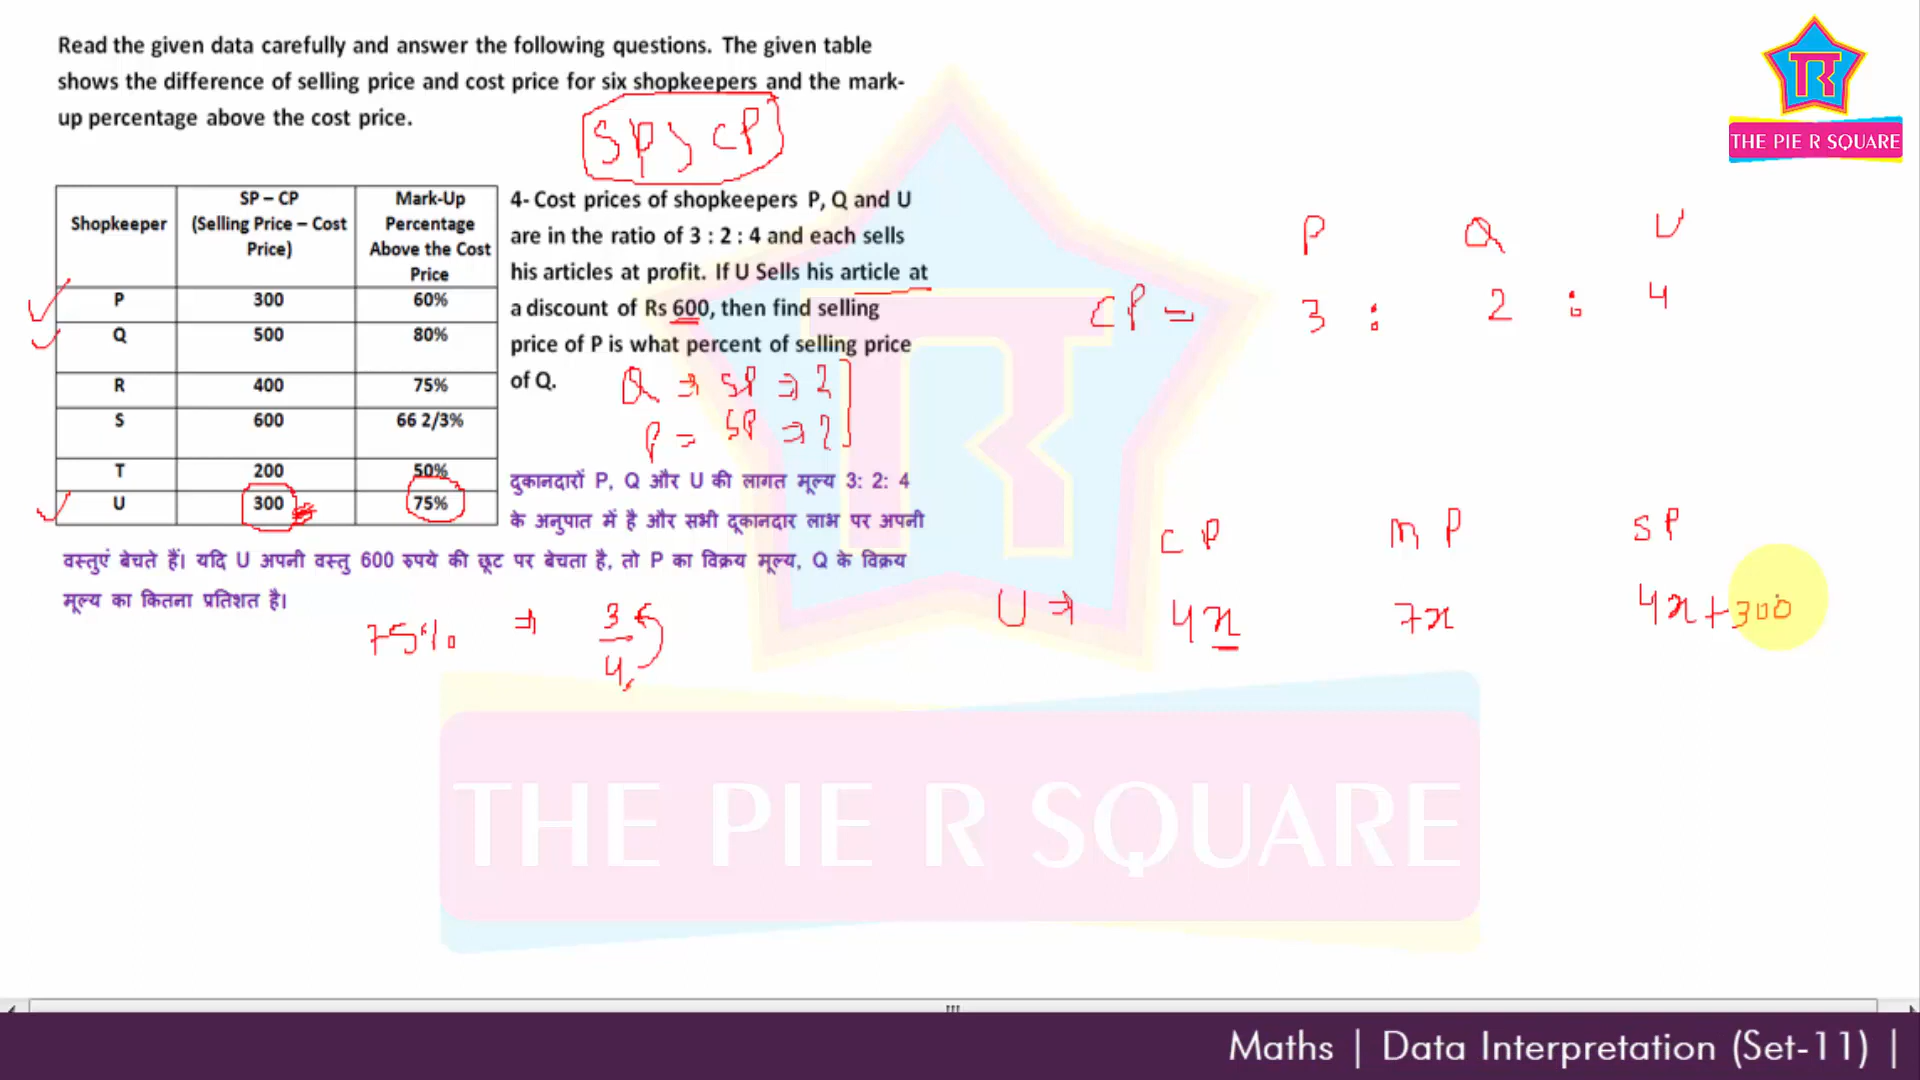 Read the given data carefully and answer the following questions. The given table
shows the difference of selling price and cost price for six shopkeepers and the mark-
up percentage above the cost price.
SP > CP
THE PIE R SQUARE
Shopkeeper | SP – CP (Selling Price – Cost Price) | Mark-Up Percentage Above the Cost Price
P | 300 | 60%
Q | 500 | 80%
R | 400 | 75%
S | 600 | 66 2/3%
T | 200 | 50%
U | 300 | 75%
4- Cost prices of shopkeepers P, Q and U
are in the ratio of 3 : 2 : 4 and each sells
his articles at profit. If U Sells his article at
a discount of Rs 600, then find selling
price of P is what percent of selling price
of Q.
Q ⇒ SP ⇒ ?
P = SP ⇒ ?
P Q U
CP = 3 : 2 : 4
दुकानदारों P, Q और U की लागत मूल्य 3: 2: 4
के अनुपात में है और सभी दूकानदार लाभ पर अपनी
वस्तुएं बेचते हैं। यदि U अपनी वस्तु 600 रुपये की छूट पर बेचता है, तो P का विक्रय मूल्य, Q के विक्रय
मूल्य का कितना प्रतिशत है।
CP MP SP
U ⇒ 4x 7x 4x+300
75% ⇒ 3/4
THE PIE R SQUARE
Maths | Data Interpretation (Set-11) |